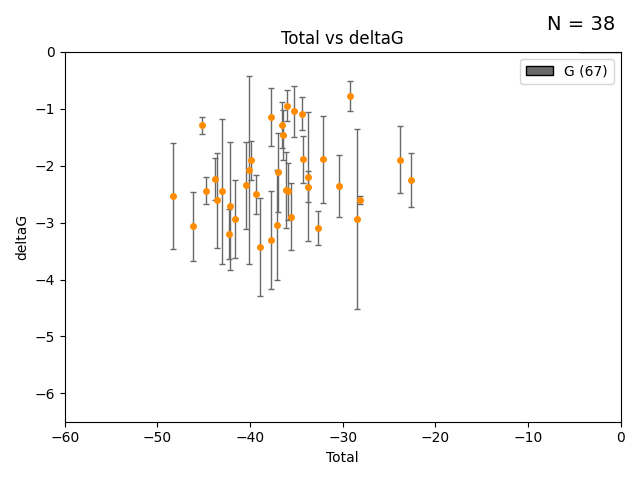 N = 38
Total vs deltaG
G (67)
deltaG
0
−1
−2
−3
−4
−5
−6
−60
−50
−40
−30
−20
−10
0
Total